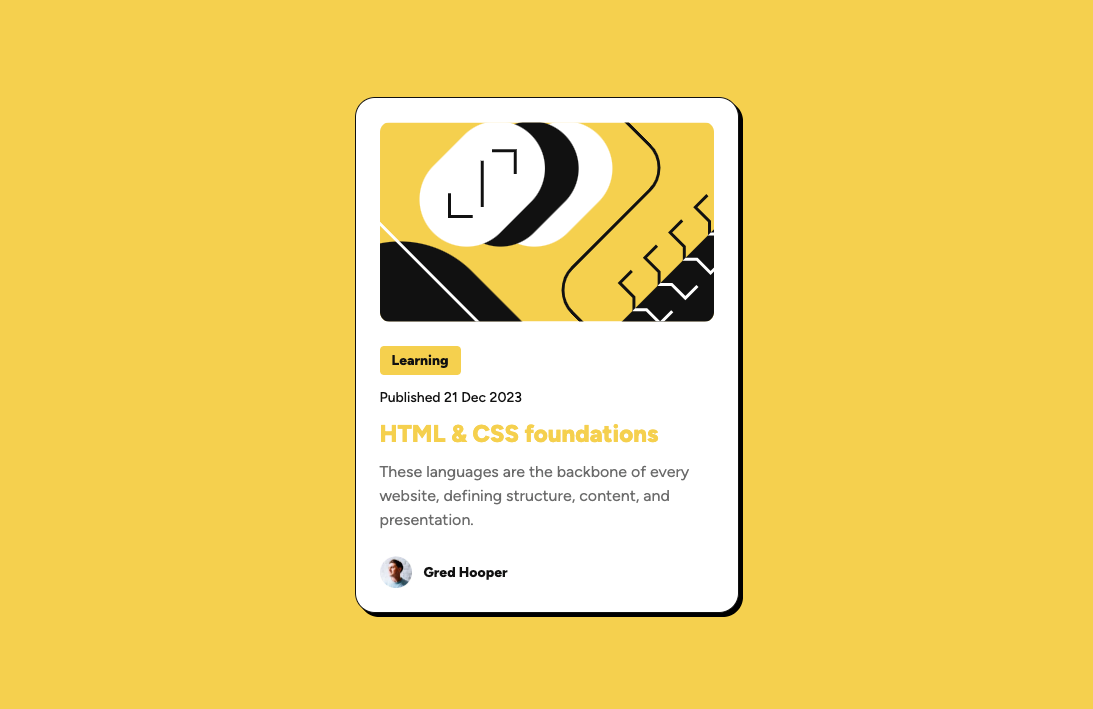 Learning
Published 21 Dec 2023
HTML & CSS foundations
These languages are the backbone of every
website, defining structure, content, and
presentation.
Gred Hooper